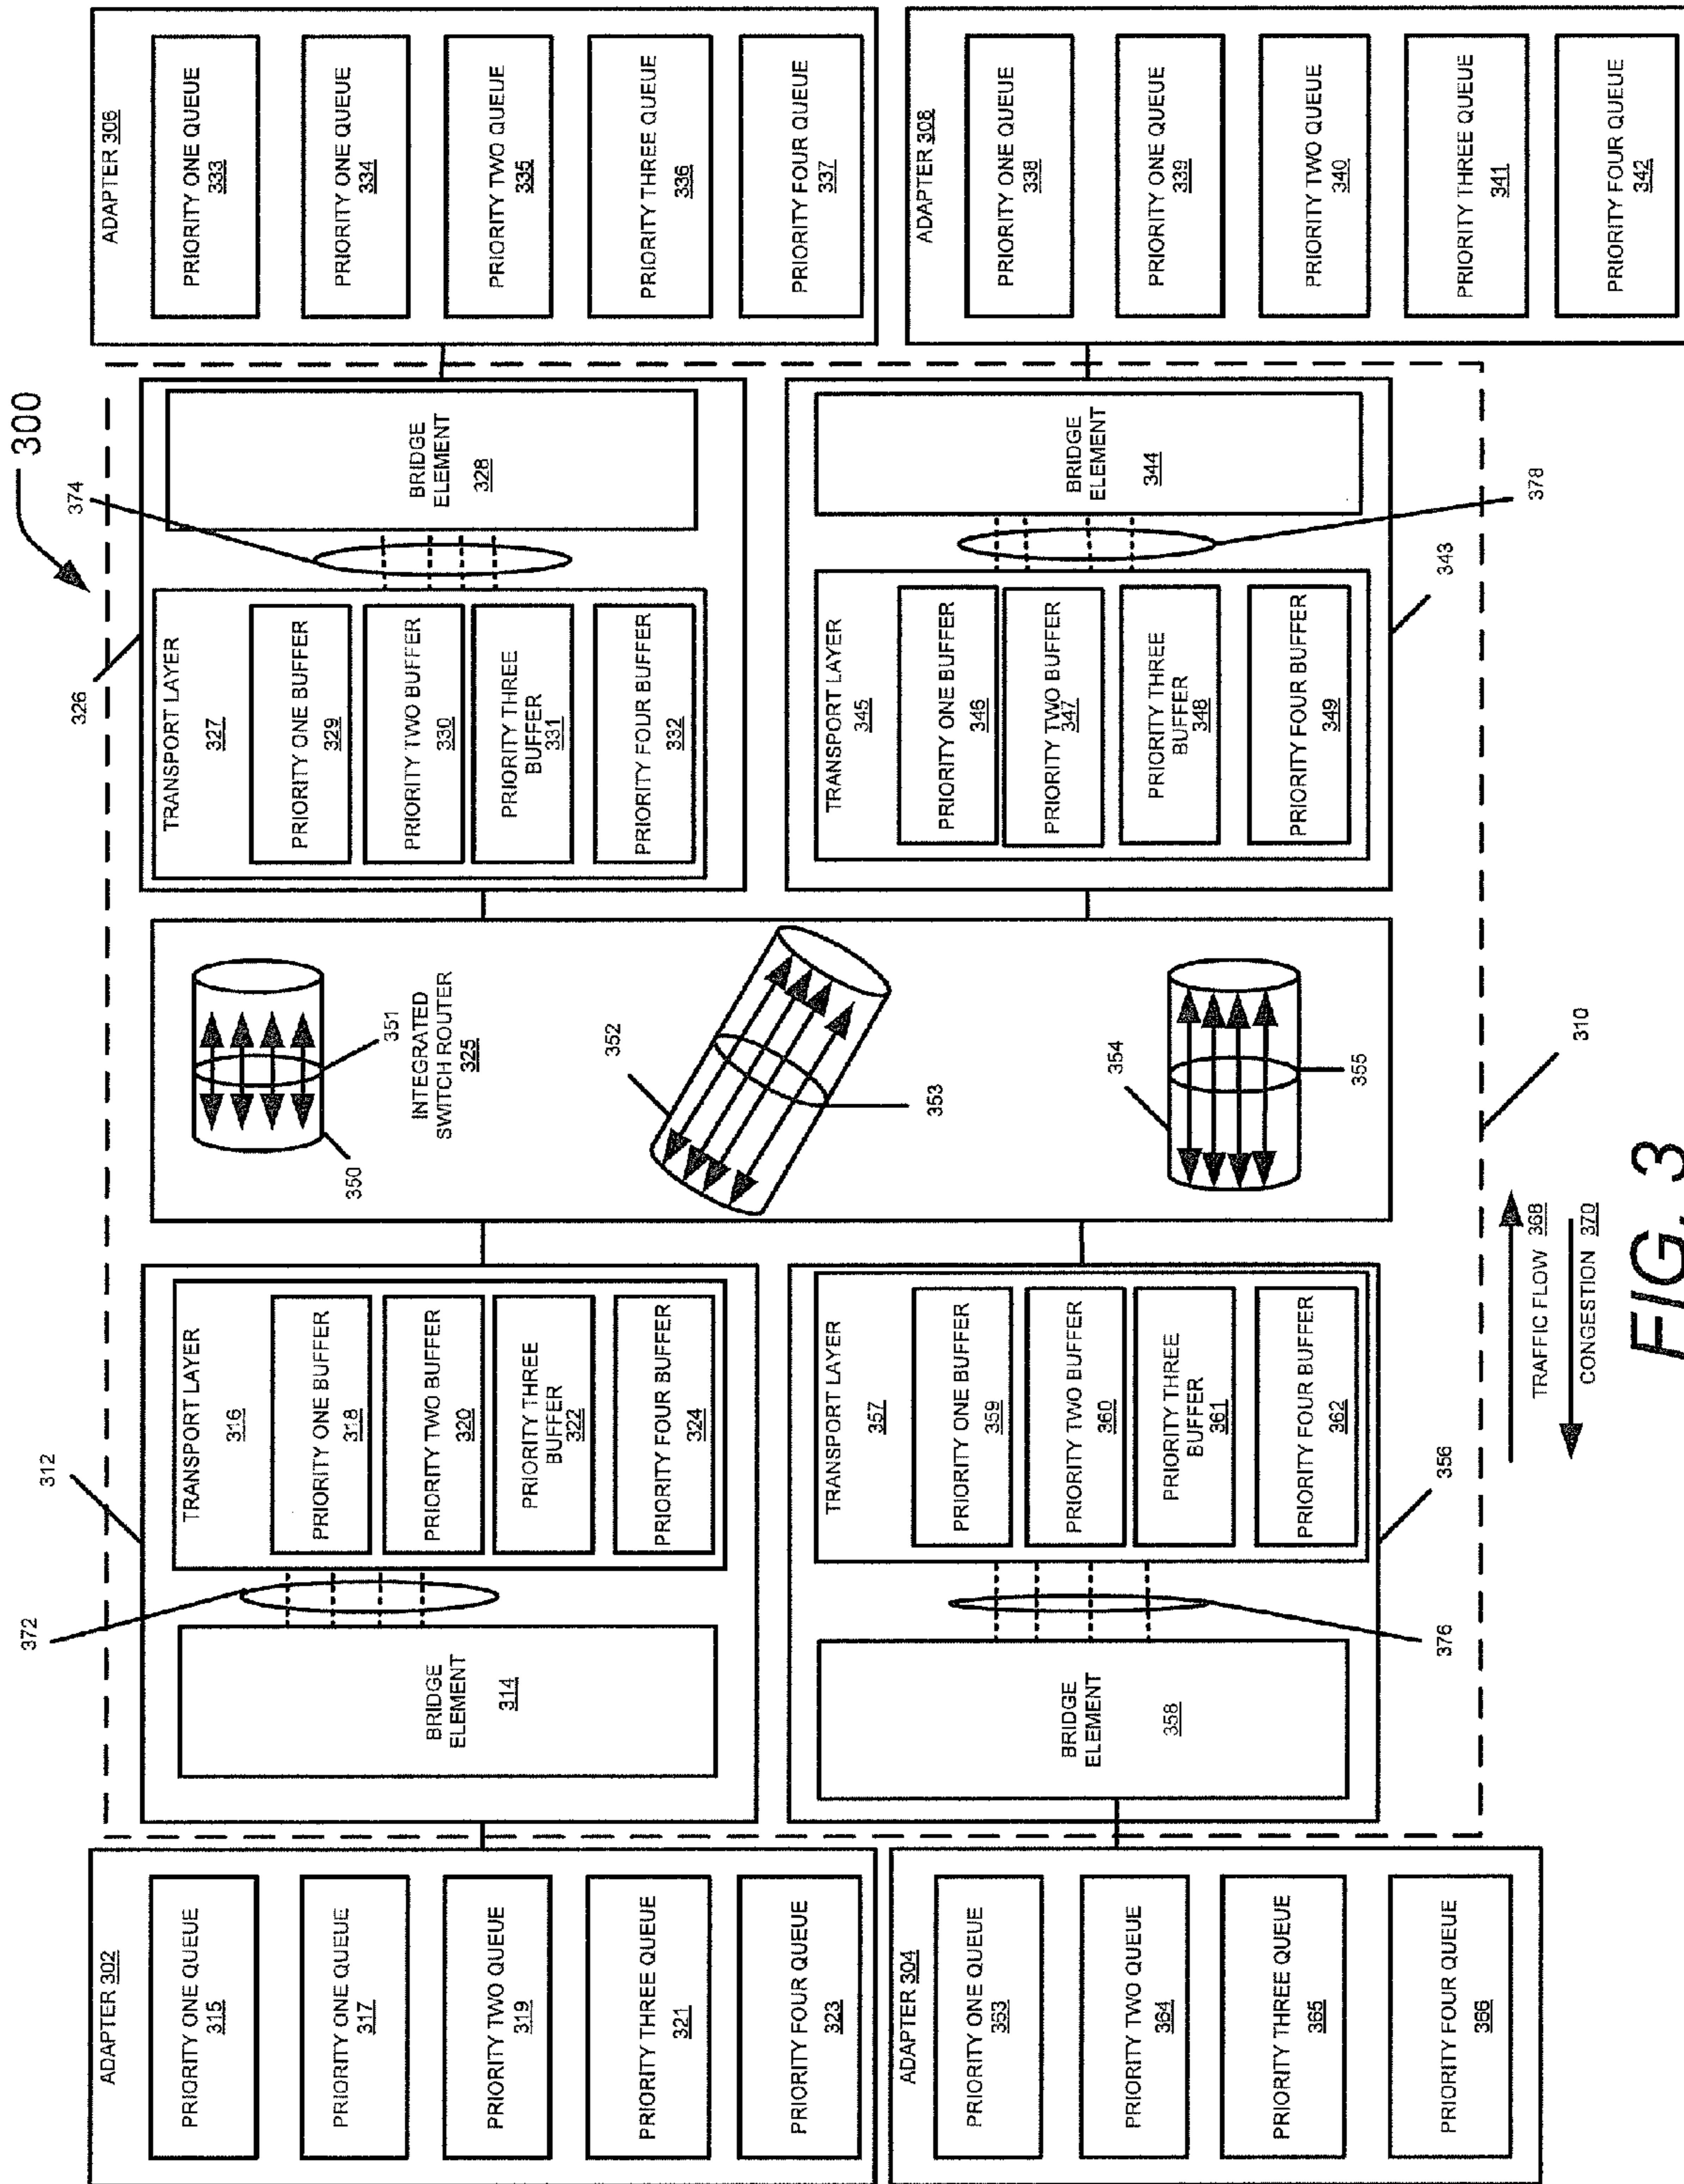 300
ADAPTER 302
PRIORITY ONE QUEUE
315
PRIORITY ONE QUEUE
317
PRIORITY TWO QUEUE
319
PRIORITY THREE QUEUE
321
PRIORITY FOUR QUEUE
323
ADAPTER 304
PRIORITY ONE QUEUE
363
PRIORITY TWO QUEUE
364
PRIORITY THREE QUEUE
365
PRIORITY FOUR QUEUE
366
372
312
BRIDGE
ELEMENT
314
TRANSPORT LAYER
316
PRIORITY ONE BUFFER
318
PRIORITY TWO BUFFER
320
PRIORITY THREE
BUFFER
322
PRIORITY FOUR BUFFER
324
BRIDGE
ELEMENT
358
TRANSPORT LAYER
357
PRIORITY ONE BUFFER
359
PRIORITY TWO BUFFER
360
PRIORITY THREE
BUFFER
361
PRIORITY FOUR BUFFER
362
376
356
350
351
INTEGRATED
SWITCH ROUTER
325
352
353
354
355
326
374
TRANSPORT LAYER
327
PRIORITY ONE BUFFER
329
PRIORITY TWO BUFFER
330
PRIORITY THREE
BUFFER
331
PRIORITY FOUR BUFFER
332
BRIDGE
ELEMENT
328
TRANSPORT LAYER
345
PRIORITY ONE BUFFER
346
PRIORITY TWO BUFFER
347
PRIORITY THREE
BUFFER
348
PRIORITY FOUR BUFFER
349
BRIDGE
ELEMENT
344
343
378
310
ADAPTER 306
PRIORITY ONE QUEUE
333
PRIORITY ONE QUEUE
334
PRIORITY TWO QUEUE
335
PRIORITY THREE QUEUE
336
PRIORITY FOUR QUEUE
337
ADAPTER 308
PRIORITY ONE QUEUE
338
PRIORITY ONE QUEUE
339
PRIORITY TWO QUEUE
340
PRIORITY THREE QUEUE
341
PRIORITY FOUR QUEUE
342
TRAFFIC FLOW 368
CONGESTION 370
FIG. 3